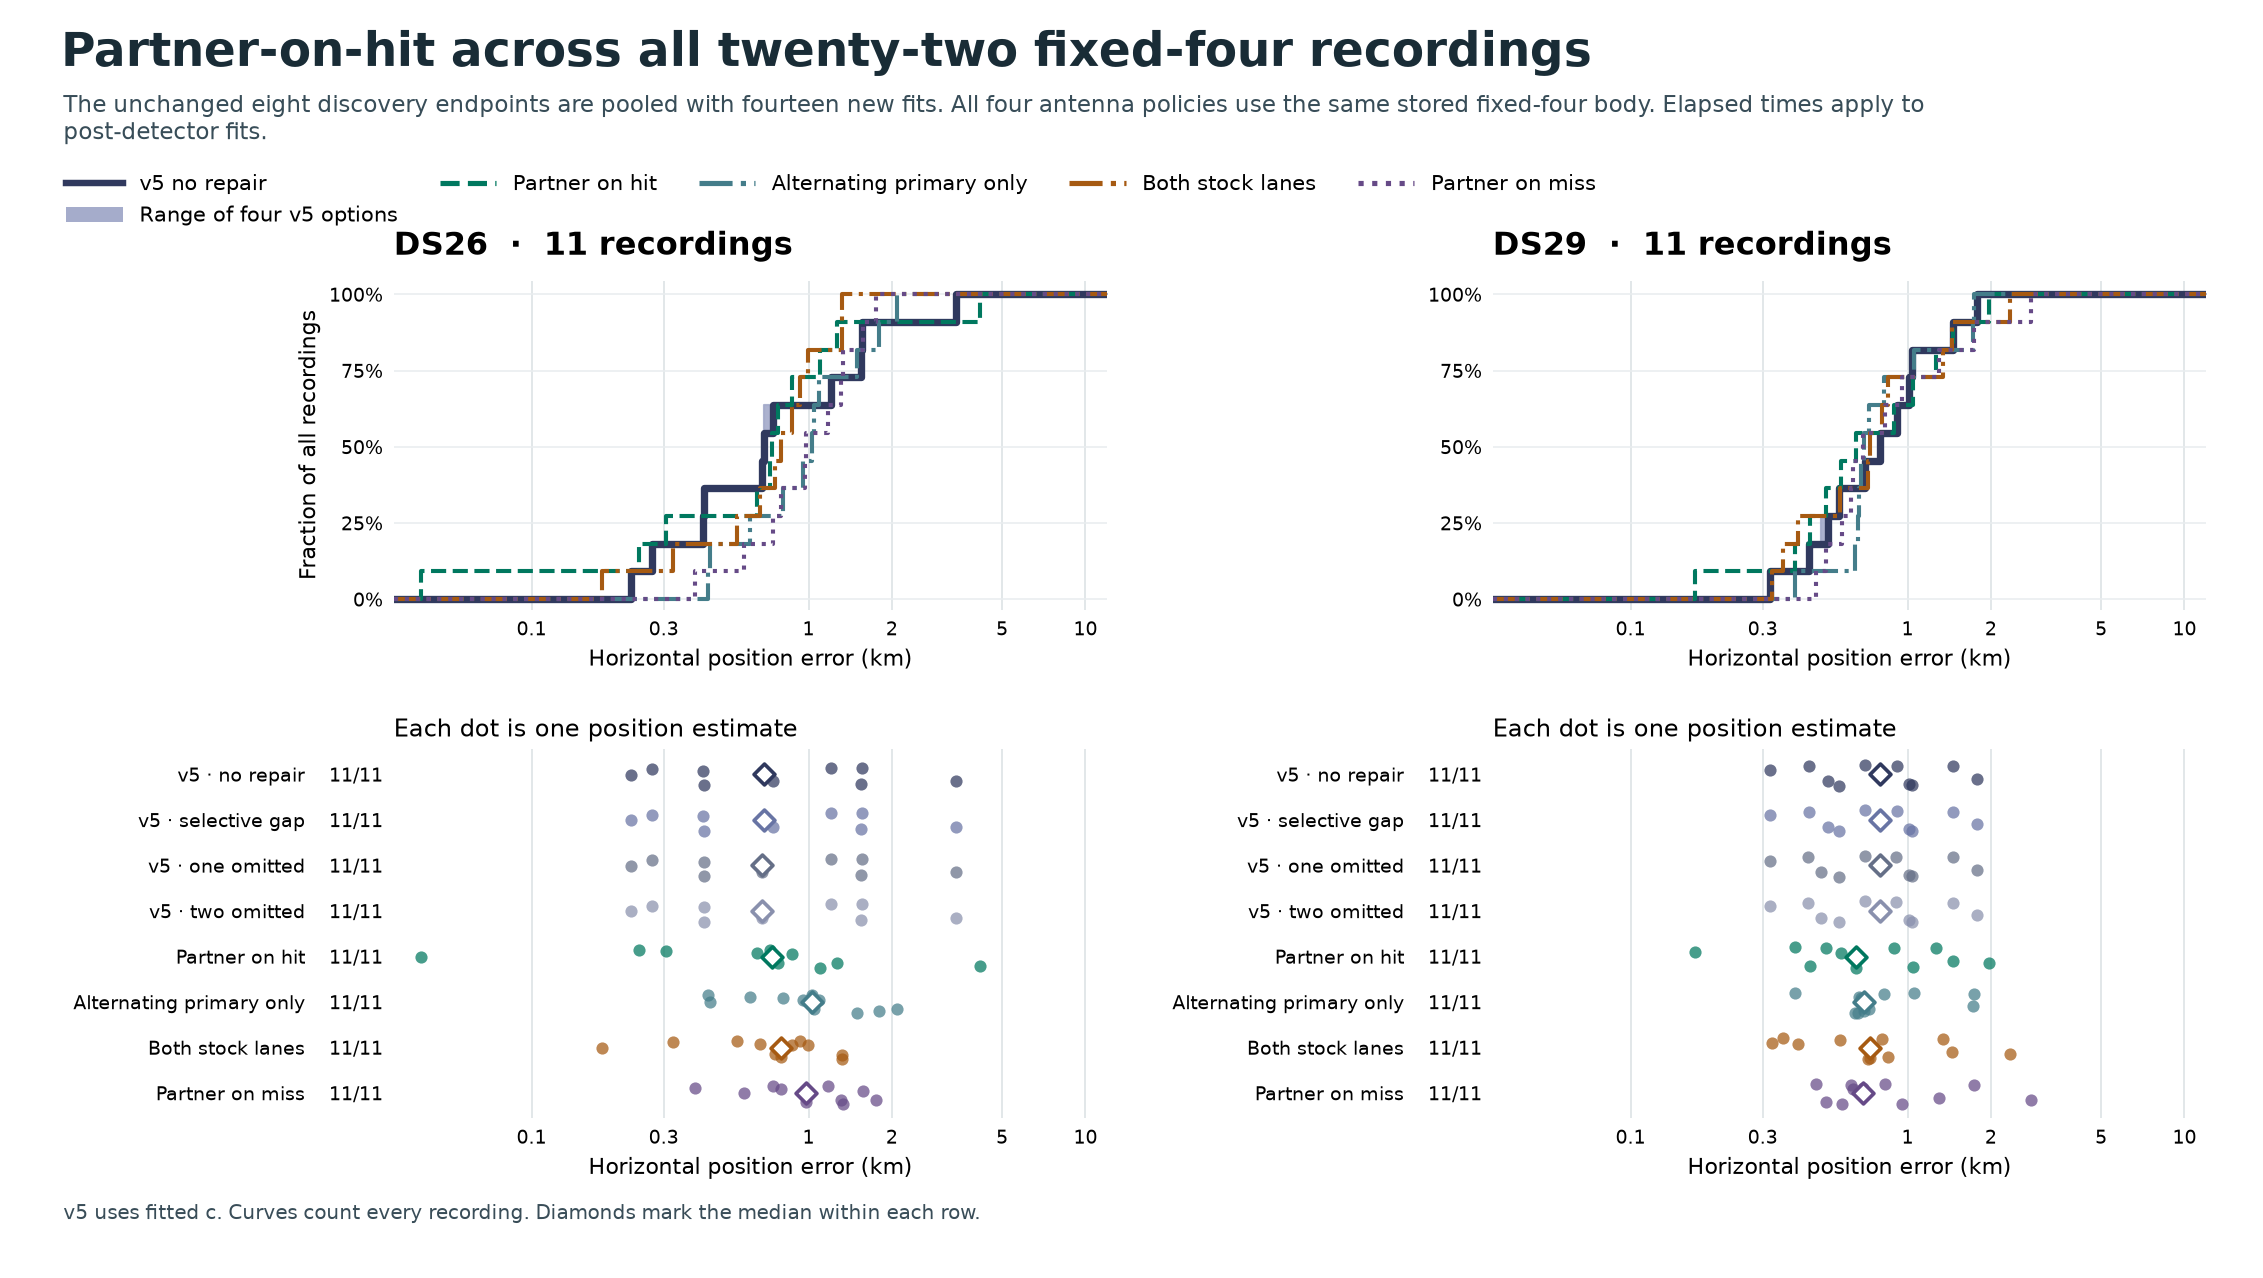 Partner-on-hit across all twenty-two fixed-four recordings
The unchanged eight discovery endpoints are pooled with fourteen new fits. All four antenna policies use the same stored fixed-four body. Elapsed times apply to
post-detector fits.
v5 no repair
Partner on hit
Alternating primary only
Both stock lanes
Partner on miss
Range of four v5 options
DS26 · 11 recordings
100%
75%
50%
25%
0%
Fraction of all recordings
0.1 0.3 1 2 5 10
Horizontal position error (km)
DS29 · 11 recordings
100%
75%
50%
25%
0%
0.1 0.3 1 2 5 10
Horizontal position error (km)
Each dot is one position estimate
v5 · no repair 11/11
v5 · selective gap 11/11
v5 · one omitted 11/11
v5 · two omitted 11/11
Partner on hit 11/11
Alternating primary only 11/11
Both stock lanes 11/11
Partner on miss 11/11
0.1 0.3 1 2 5 10
Horizontal position error (km)
Each dot is one position estimate
v5 · no repair 11/11
v5 · selective gap 11/11
v5 · one omitted 11/11
v5 · two omitted 11/11
Partner on hit 11/11
Alternating primary only 11/11
Both stock lanes 11/11
Partner on miss 11/11
0.1 0.3 1 2 5 10
Horizontal position error (km)
v5 uses fitted c. Curves count every recording. Diamonds mark the median within each row.